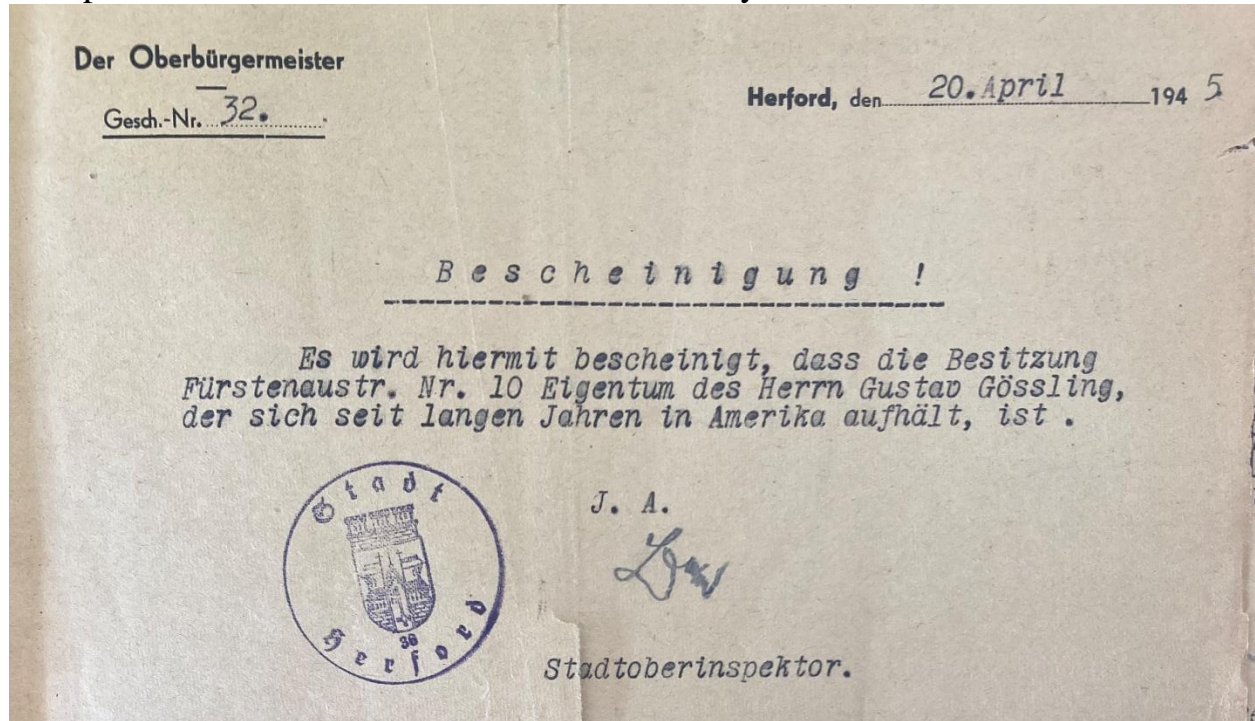 Der Oberbürgermeister
Gesch.-Nr. 32.
Herford, den 20. April 1945
Bescheinigung !
Es wird hiermit bescheinigt, dass die Besitzung
Fürstenaustr. Nr. 10 Eigentum des Herrn Gustav Gössling,
der sich seit langen Jahren in Amerika aufhält, ist .
Stadt
Herford
36
J. A.
Stadtoberinspektor.